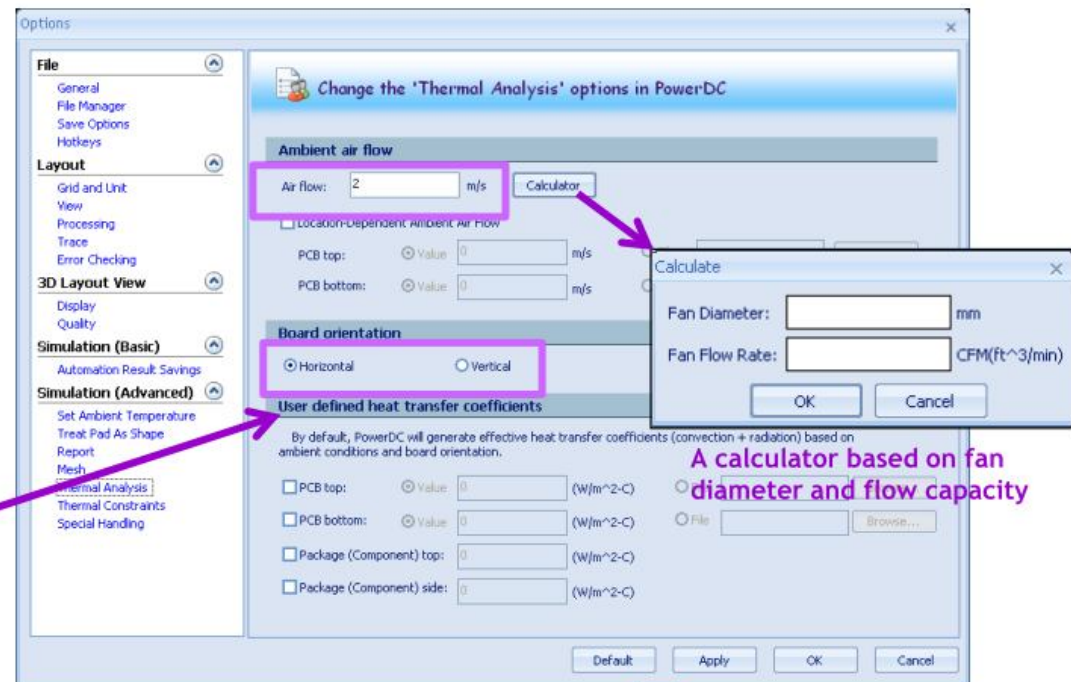 Options
File
General
File Manager
Save Options
Hotkeys
Layout
Grid and Unit
View
Processing
Trace
Error Checking
3D Layout View
Display
Quality
Simulation (Basic)
Automation Result Savings
Simulation (Advanced)
Set Ambient Temperature
Treat Pad As Shape
Report
Mesh
Thermal Analysis
Thermal Constraints
Special Handling
Change the 'Thermal Analysis' options in PowerDC
Ambient air flow
Air flow: 2 m/s Calculator
Location-Dependent Ambient Air Flow
PCB top: Value 0 m/s
PCB bottom: Value 0 m/s
Board orientation
Horizontal Vertical
User defined heat transfer coefficients
By default, PowerDC will generate effective heat transfer coefficients (convection + radiation) based on
ambient conditions and board orientation.
PCB top: Value 0 (W/m^2-C)
PCB bottom: Value 0 (W/m^2-C) File Browse...
Package (Component) top: 0 (W/m^2-C)
Package (Component) side: 0 (W/m^2-C)
Default Apply OK Cancel
Calculate
Fan Diameter: mm
Fan Flow Rate: CFM(ft^3/min)
OK Cancel
A calculator based on fan
diameter and flow capacity